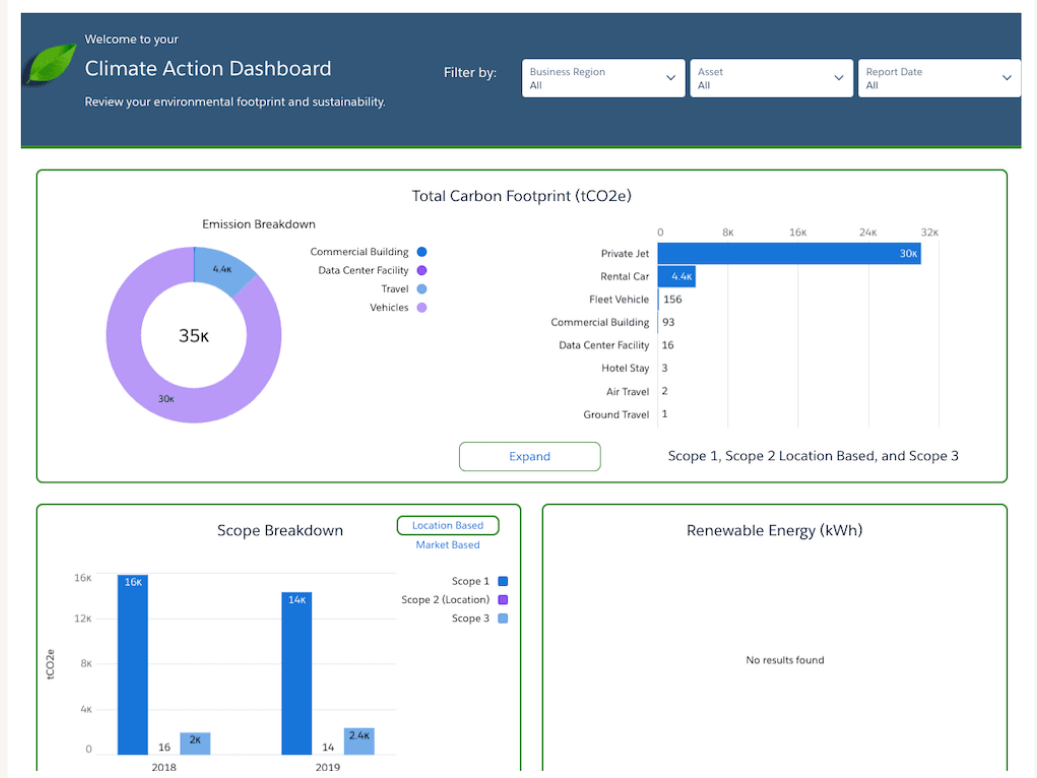 Welcome to your
Climate Action Dashboard
Review your environmental footprint and sustainability.
Filter by:
Business Region
All
Asset
All
Report Date
All
Total Carbon Footprint (tCO2e)
Emission Breakdown
4.4K
35K
30K
Commercial Building
Data Center Facility
Travel
Vehicles
0 8K 16K 24K 32K
Private Jet 30K
Rental Car 4.4K
Fleet Vehicle 156
Commercial Building 93
Data Center Facility 16
Hotel Stay 3
Air Travel 2
Ground Travel 1
Expand
Scope 1, Scope 2 Location Based, and Scope 3
Scope Breakdown
Location Based
Market Based
Scope 1
Scope 2 (Location)
Scope 3
tCO2e
16K
12K
8K
4K
0
16K
16
2K
14K
14
2.4K
2018 2019
Renewable Energy (kWh)
No results found